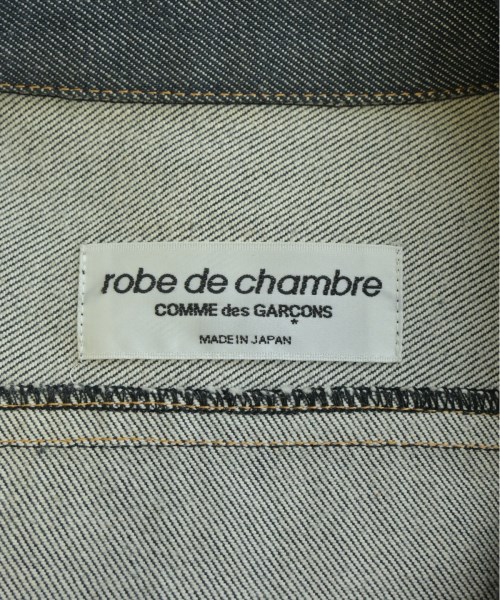 robe de chambre
COMME des GARÇONS
MADE IN JAPAN